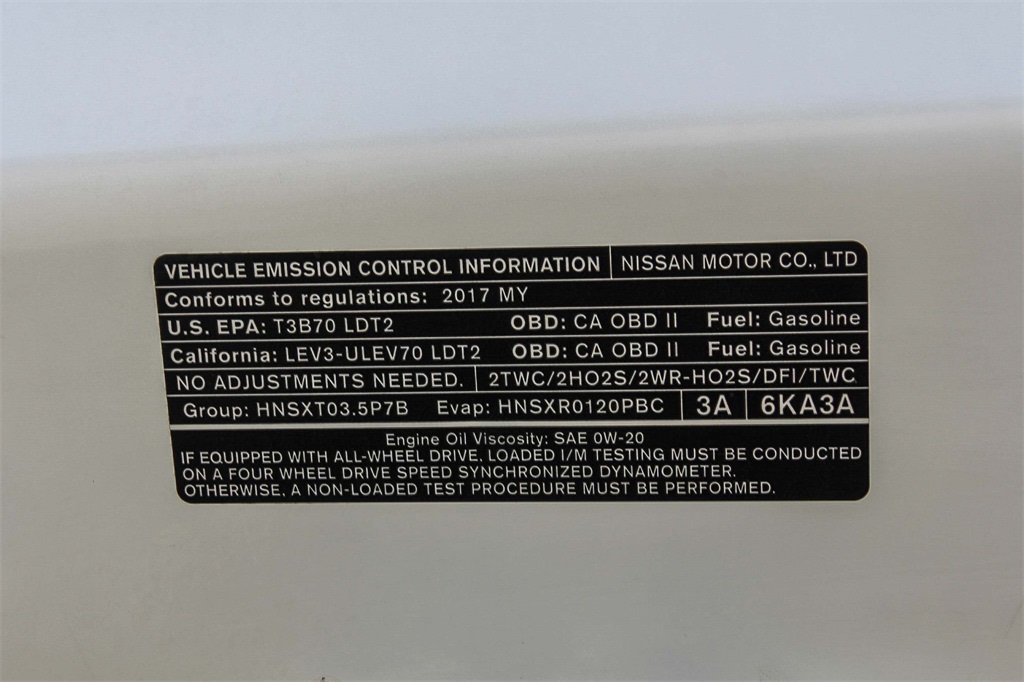 VEHICLE EMISSION CONTROL INFORMATION NISSAN MOTOR CO., LTD
Conforms to regulations: 2017 MY
U.S. EPA: T3B70 LDT2 OBD: CA OBD II Fuel: Gasoline
California: LEV3-ULEV70 LDT2 OBD: CA OBD II Fuel: Gasoline
NO ADJUSTMENTS NEEDED. 2TWC/2HO2S/2WR-HO2S/DFI/TWC
Group: HNSXT03.5P7B Evap: HNSXR0120PBC 3A 6KA3A
Engine Oil Viscosity: SAE 0W-20
IF EQUIPPED WITH ALL-WHEEL DRIVE, LOADED I/M TESTING MUST BE CONDUCTED
ON A FOUR WHEEL DRIVE SPEED SYNCHRONIZED DYNAMOMETER.
OTHERWISE, A NON-LOADED TEST PROCEDURE MUST BE PERFORMED.